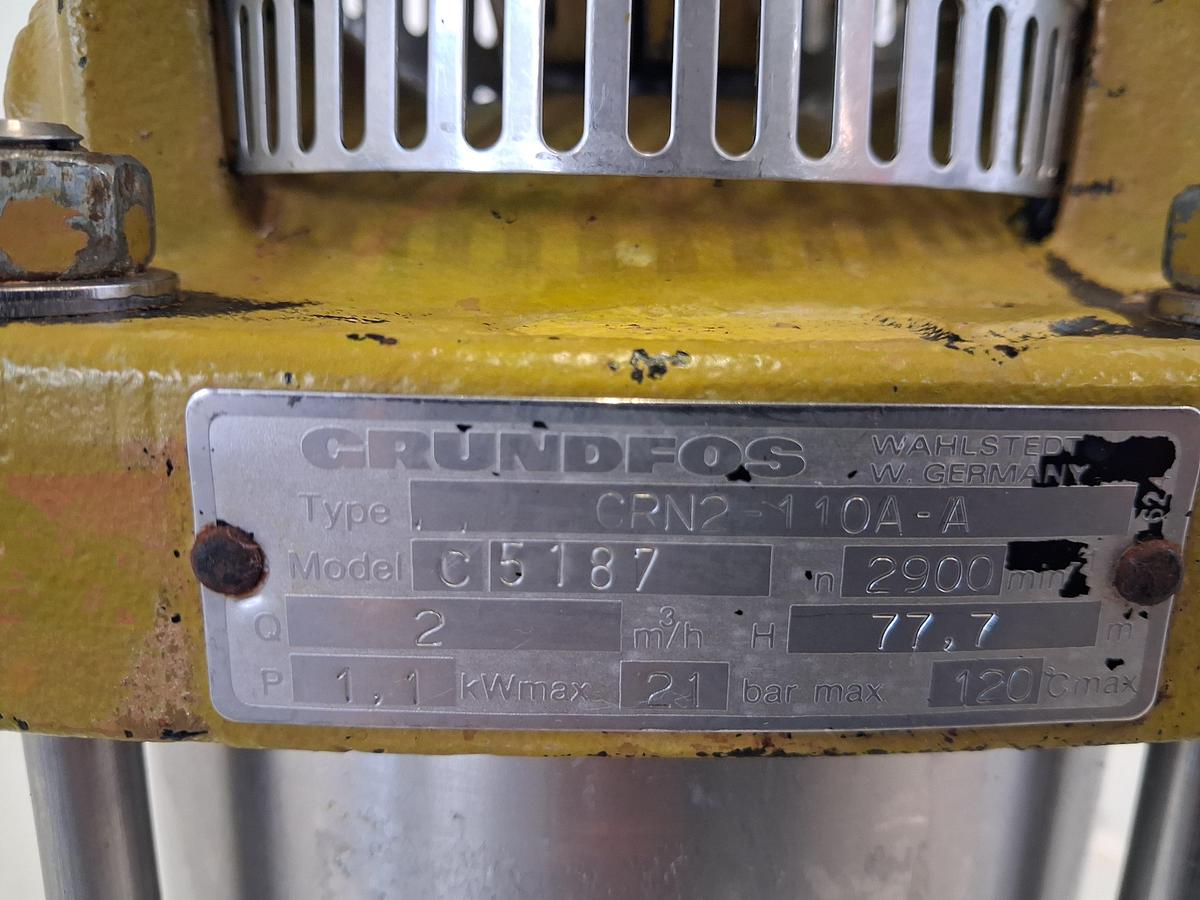 GRUNDFOS WAHLSTEDT
W. GERMANY
Type CRN2-110A-A
Model C 5187 n 2900 min
Q 2 m³/h H 77,7 m
P 1,1 kWmax 21 bar max 120 °Cmax